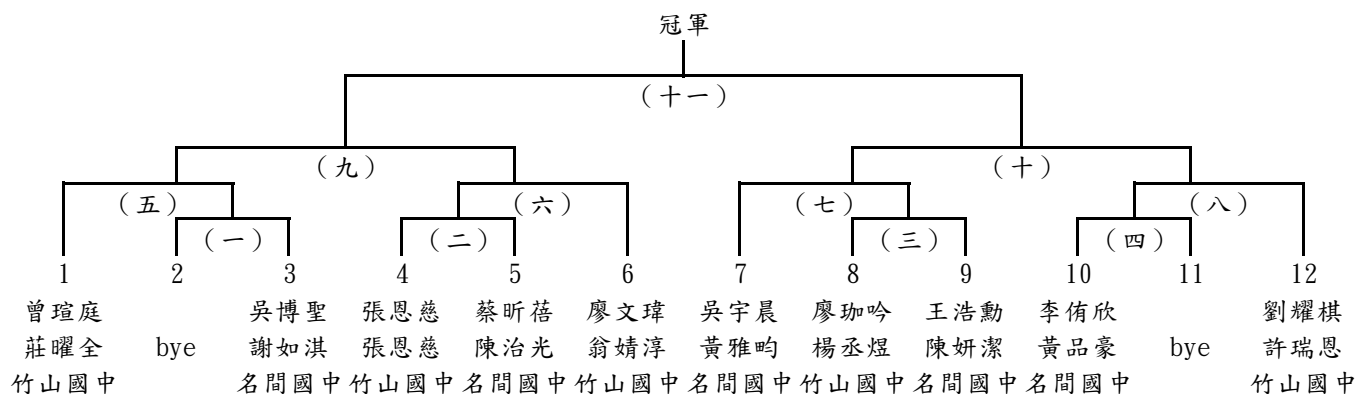 冠軍
（十一）
（九） （十）
（五） （六） （七） （八）
（一） （二） （三） （四）
1 2 3 4 5 6 7 8 9 10 11 12
曾瑄庭 吳博聖 張恩慈 蔡昕蓓 廖文瑋 吳宇晨 廖珈吟 王浩勳 李侑欣 劉耀棋
莊曜全 bye 謝如淇 張恩慈 陳治光 翁婧淳 黃雅畇 楊丞煜 陳妍潔 黃品豪 bye 許瑞恩
竹山國中 名間國中 竹山國中 名間國中 竹山國中 名間國中 竹山國中 名間國中 名間國中 竹山國中